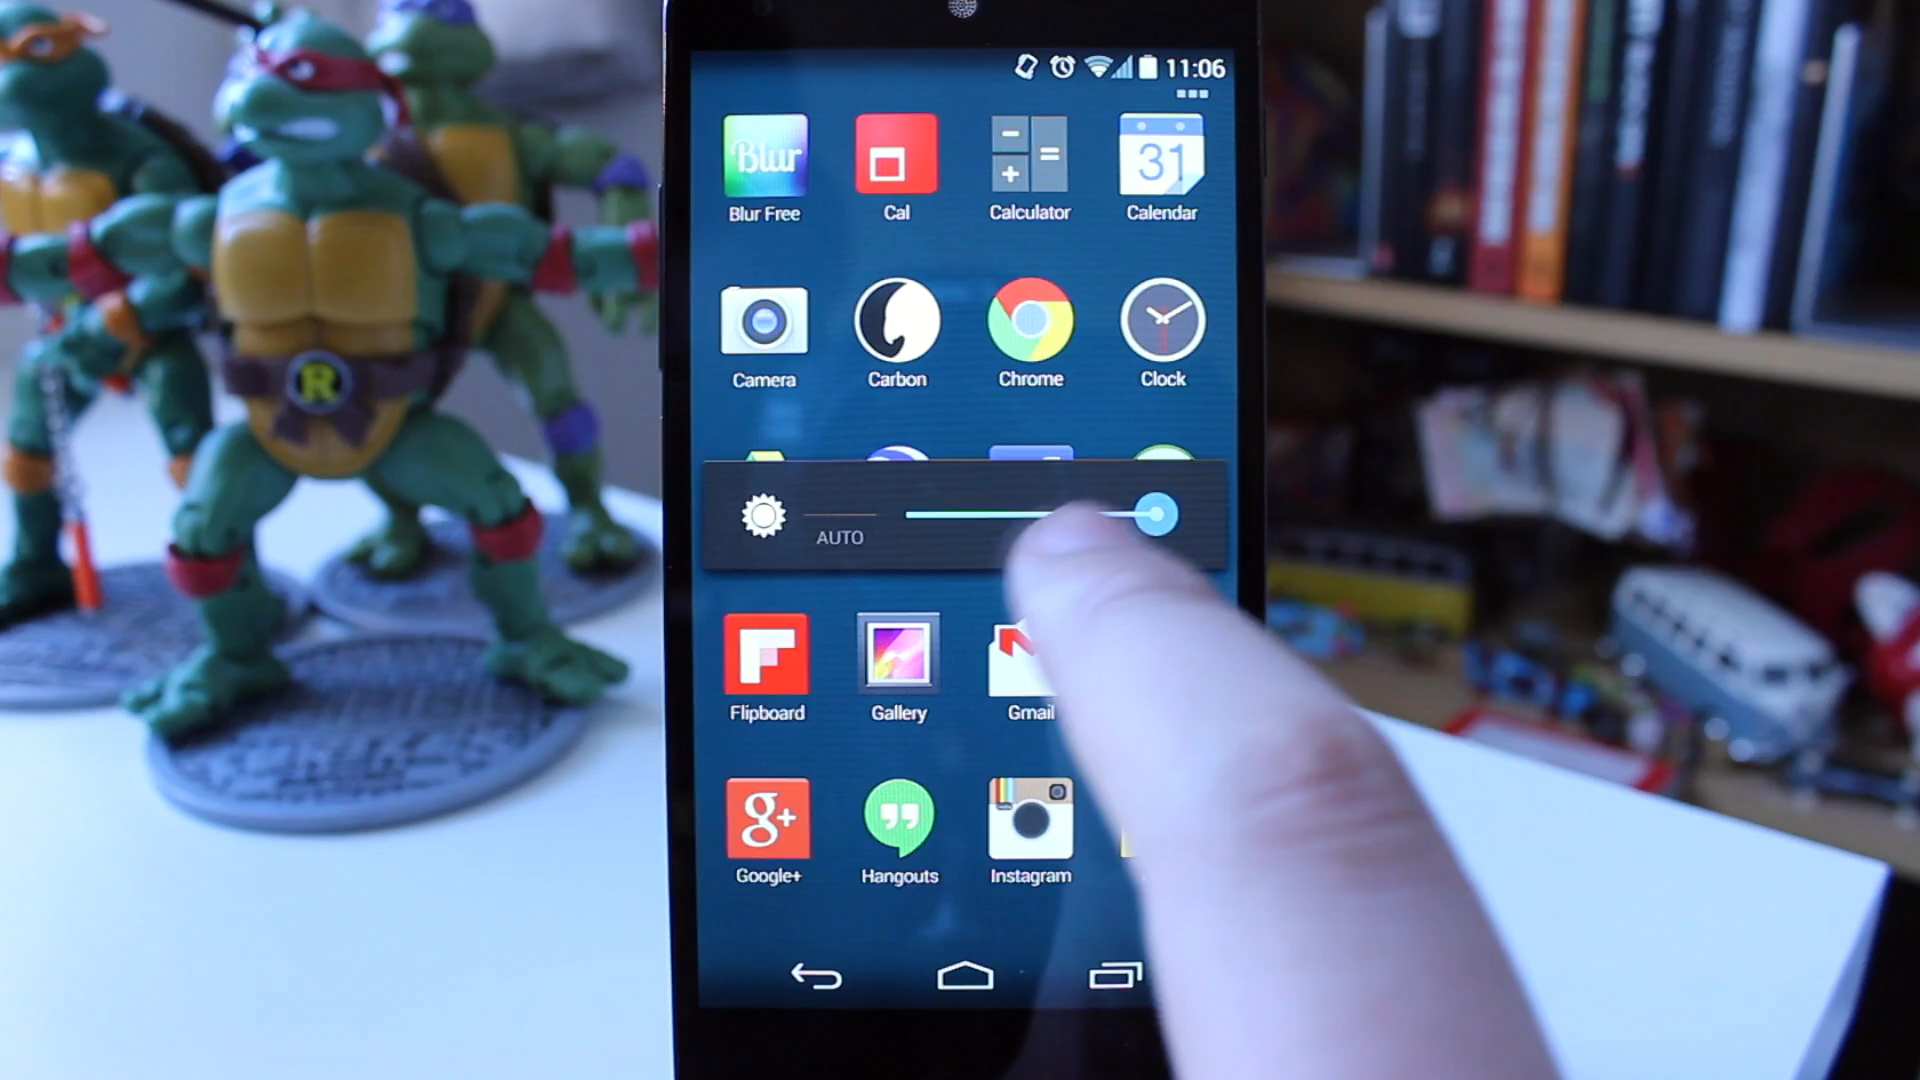 11:06
Blur
Blur Free
Cal
Calculator
31
Calendar
Camera
Carbon
Chrome
Clock
AUTO
R
Flipboard
Gallery
Gmail
g+
Google+
Hangouts
Instagram